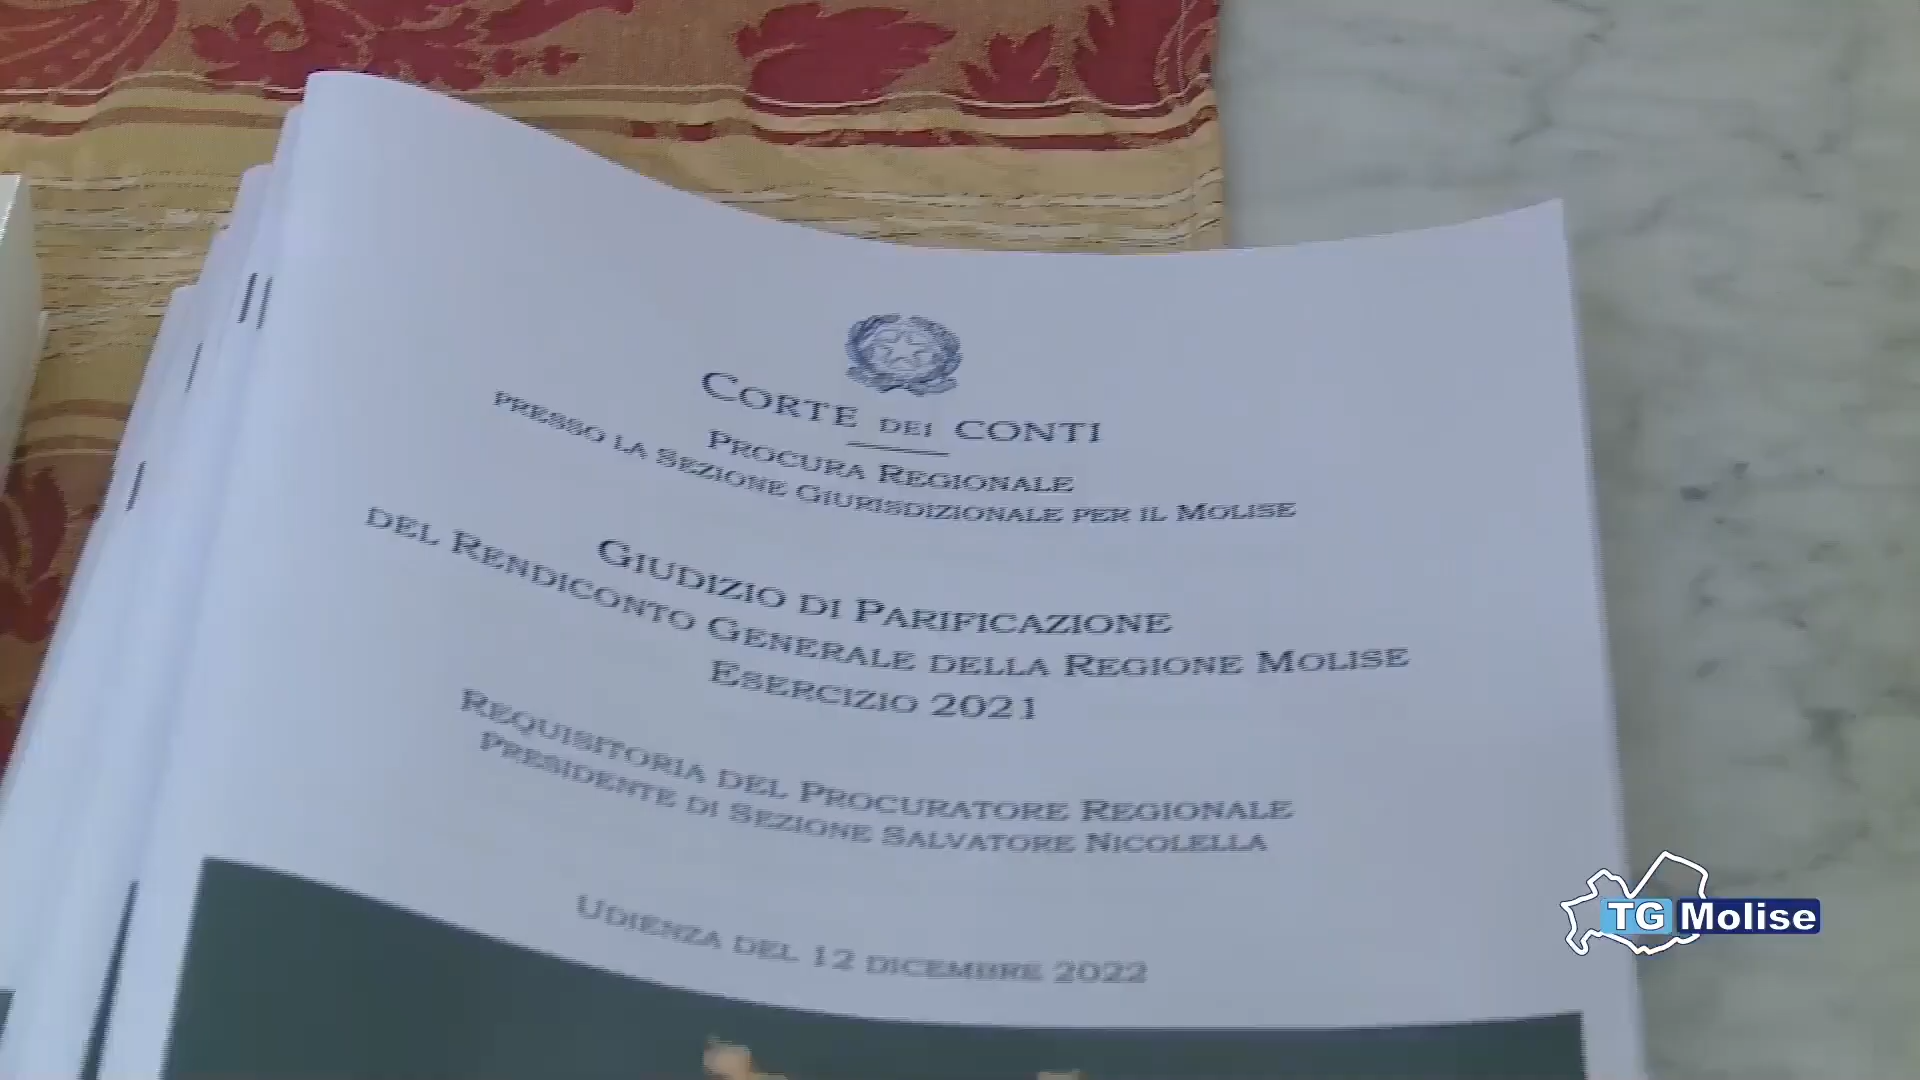 CORTE DEI CONTI
PROCURA REGIONALE
PRESSO LA SEZIONE GIURISDIZIONALE PER IL MOLISE
GIUDIZIO DI PARIFICAZIONE
DEL RENDICONTO GENERALE DELLA REGIONE MOLISE
ESERCIZIO 2021
REQUISITORIA DEL PROCURATORE REGIONALE
PRESIDENTE DI SEZIONE SALVATORE NICOLELLA
UDIENZA DEL 12 DICEMBRE 2022
TG Molise